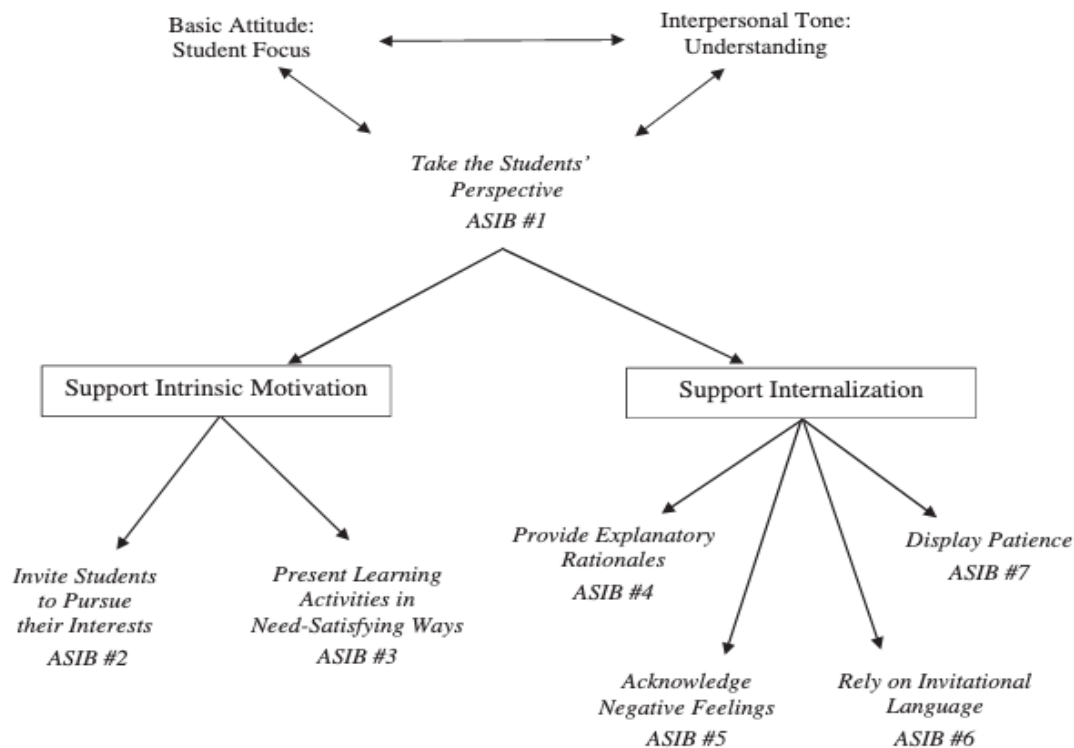 Basic Attitude:
Student Focus
Interpersonal Tone:
Understanding
Take the Students’
Perspective
ASIB #1
Support Intrinsic Motivation
Support Internalization
Invite Students
to Pursue
their Interests
ASIB #2
Present Learning
Activities in
Need-Satisfying Ways
ASIB #3
Provide Explanatory
Rationales
ASIB #4
Acknowledge
Negative Feelings
ASIB #5
Rely on Invitational
Language
ASIB #6
Display Patience
ASIB #7